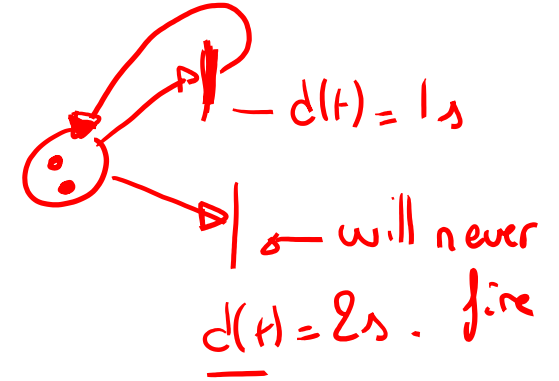 d(t) = 1s
will never
fire
d(t) = 2s.